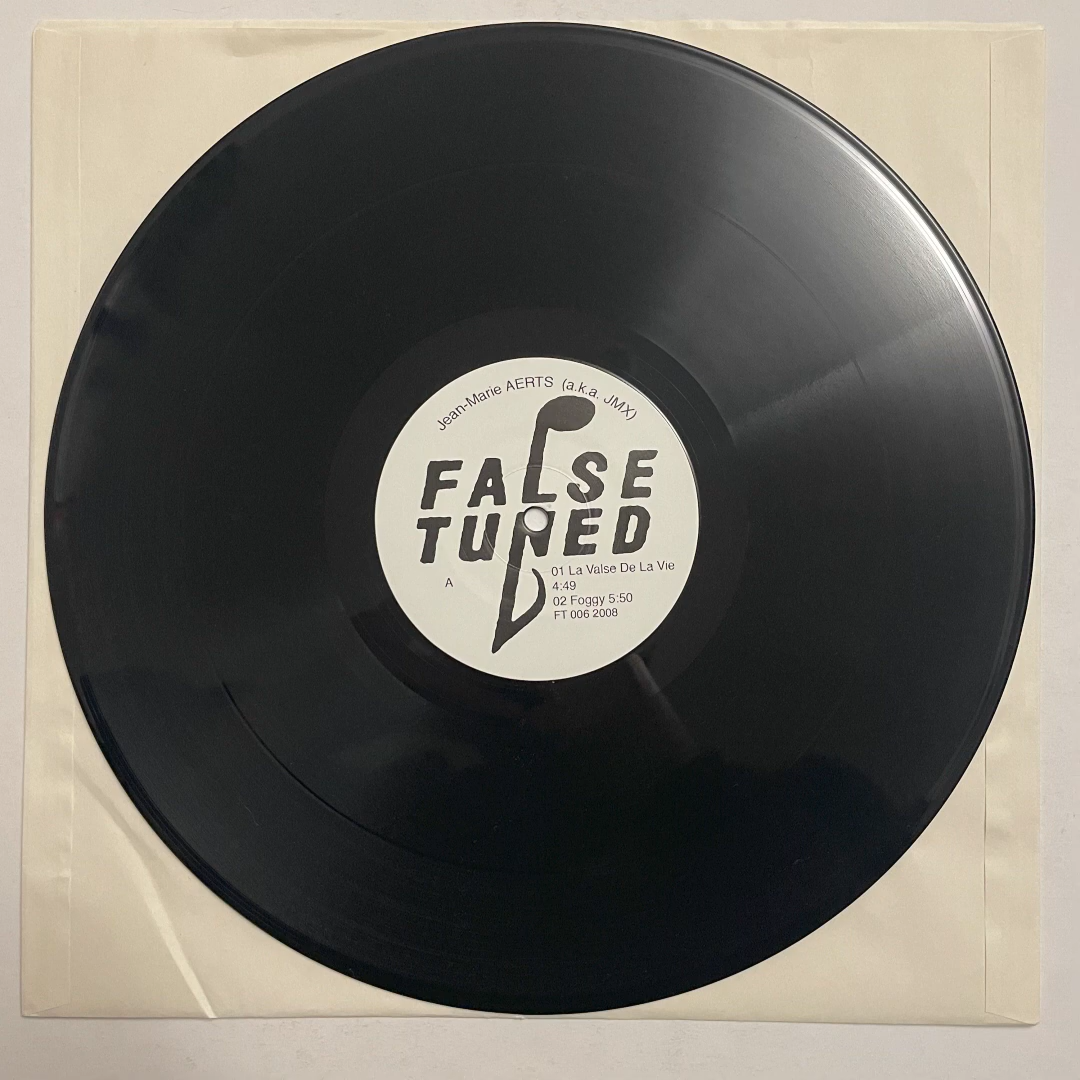 Jean-Marie AERTS (a.k.a. JMX)
FALSE
TUNED
A
01 La Valse De La Vie
4:49
02 Foggy 5:50
FT 006 2008